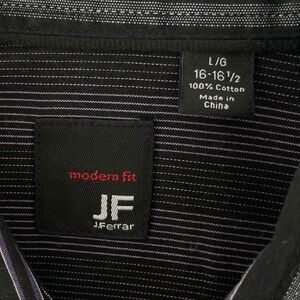 L/G
16-16 1/2
100% Cotton
Made in
China
modern fit
JF
J.Ferrar